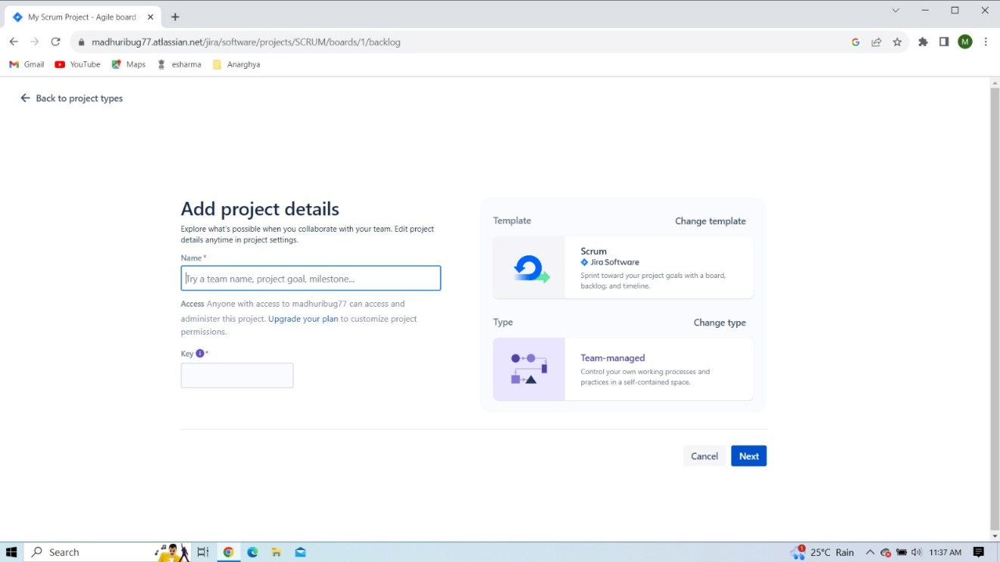 My Scrum Project - Agile board -
madhuribug77.atlassian.net/jira/software/projects/SCRUM/boards/1/backlog
M
Gmail
YouTube
Maps
esharma
Anarghya
Back to project types
Add project details
Explore what's possible when you collaborate with your team. Edit project
details anytime in project settings.
Name *
Try a team name, project goal, milestone...
Access Anyone with access to madhuribug77 can access and
administer this project. Upgrade your plan to customize project
permissions.
Key i *
Template
Change template
Scrum
Jira Software
Sprint toward your project goals with a board,
backlog, and timeline.
Type
Change type
Team-managed
Control your own working processes and
practices in a self-contained space.
Cancel
Next
Search
1
25°C Rain
11:37 AM